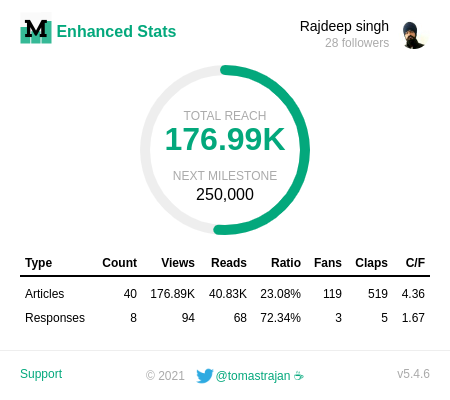 M Enhanced Stats
Rajdeep singh
28 followers
TOTAL REACH
176.99K
NEXT MILESTONE
250,000
Type Count Views Reads Ratio Fans Claps C/F
Articles 40 176.89K 40.83K 23.08% 119 519 4.36
Responses 8 94 68 72.34% 3 5 1.67
Support © 2021 @tomastrajan ☕ v5.4.6